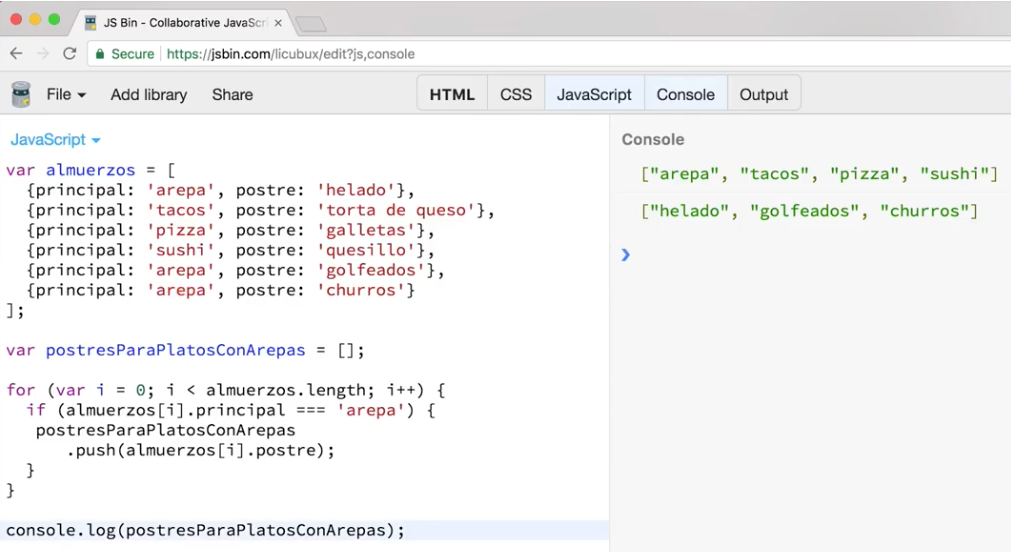 JS Bin - Collaborative JavaScri
Secure https://jsbin.com/licubux/edit?js,console
File Add library Share HTML CSS JavaScript Console Output
JavaScript
var almuerzos = [
{principal: 'arepa', postre: 'helado'},
{principal: 'tacos', postre: 'torta de queso'},
{principal: 'pizza', postre: 'galletas'},
{principal: 'sushi', postre: 'quesillo'},
{principal: 'arepa', postre: 'golfeados'},
{principal: 'arepa', postre: 'churros'}
];
var postresParaPlatosConArepas = [];
for (var i = 0; i < almuerzos.length; i++) {
if (almuerzos[i].principal === 'arepa') {
postresParaPlatosConArepas
.push(almuerzos[i].postre);
}
}
console.log(postresParaPlatosConArepas);
Console
["arepa", "tacos", "pizza", "sushi"]
["helado", "golfeados", "churros"]